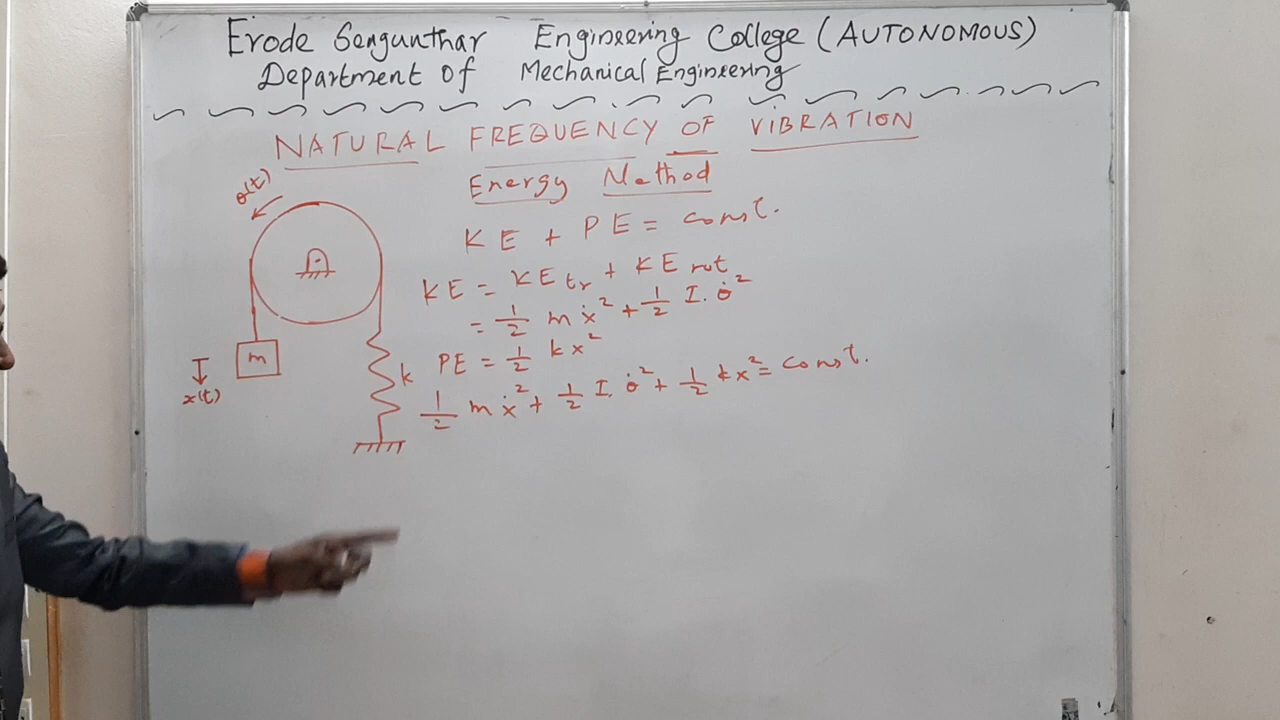 Erode Sengunthar Engineering College (AUTONOMOUS)
Department of Mechanical Engineering
NATURAL FREQUENCY OF VIBRATION
Energy Method
θ(t)
KE + PE = const.
KE = KE tr + KE rot
= 1/2 m ẋ² + 1/2 I. θ̇²
m
PE = 1/2 kx²
k
x(t)
1/2 m ẋ² + 1/2 I. θ̇² + 1/2 kx² = const.